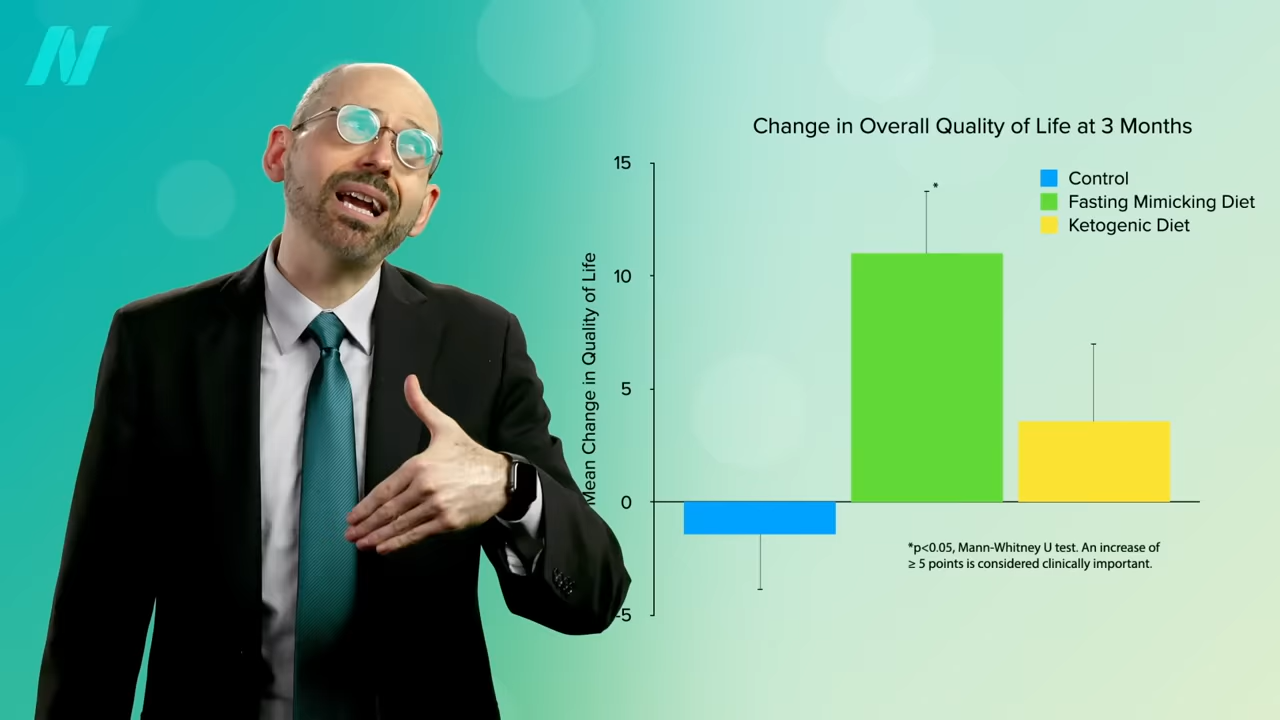 Change in Overall Quality of Life at 3 Months
Mean Change in Quality of Life
15
10
5
0
-5
*
Control
Fasting Mimicking Diet
Ketogenic Diet
*p<0.05, Mann-Whitney U test. An increase of
≥ 5 points is considered clinically important.